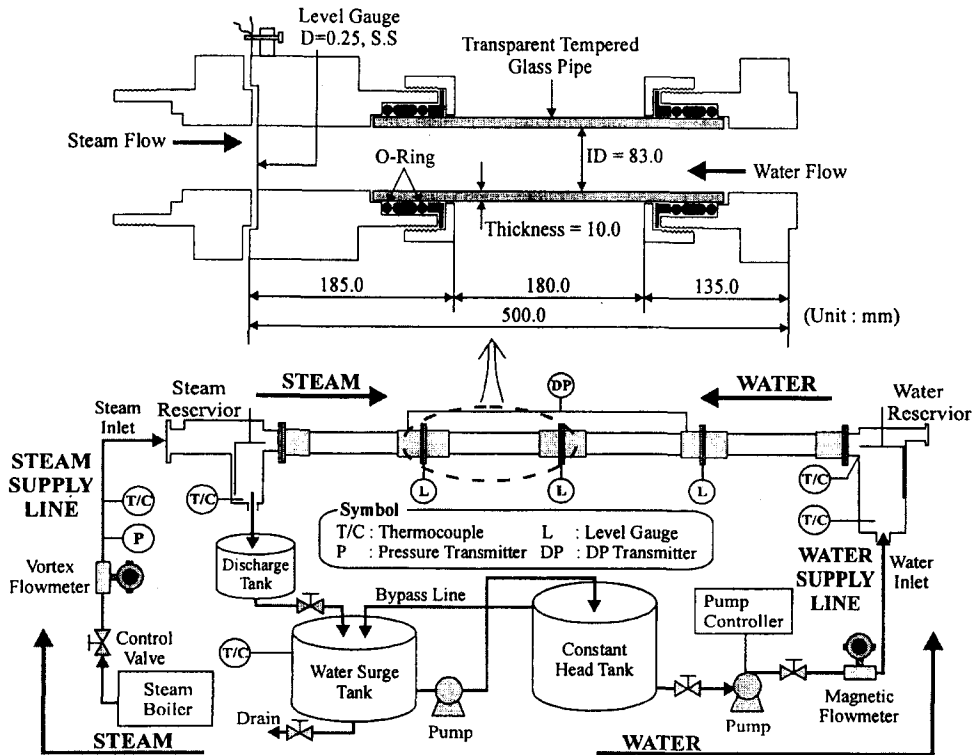 Level Gauge
D=0.25, S.S
Transparent Tempered
Glass Pipe
Steam Flow
O-Ring
ID = 83.0
Water Flow
Thickness = 10.0
185.0
180.0
135.0
500.0
(Unit : mm)
STEAM
DP
WATER
Steam
Reservior
Water
Reservior
Steam
Inlet
STEAM
SUPPLY
LINE
T/C
T/C
P
L
L
L
T/C
T/C
Symbol
T/C : Thermocouple
L : Level Gauge
P : Pressure Transmitter
DP : DP Transmitter
WATER
SUPPLY
LINE
Water
Inlet
Vortex
Flowmeter
Discharge
Tank
Bypass Line
Pump
Controller
Control
Valve
T/C
Water Surge
Tank
Constant
Head Tank
Steam
Boiler
Pump
Pump
Magnetic
Flowmeter
Drain
STEAM
WATER